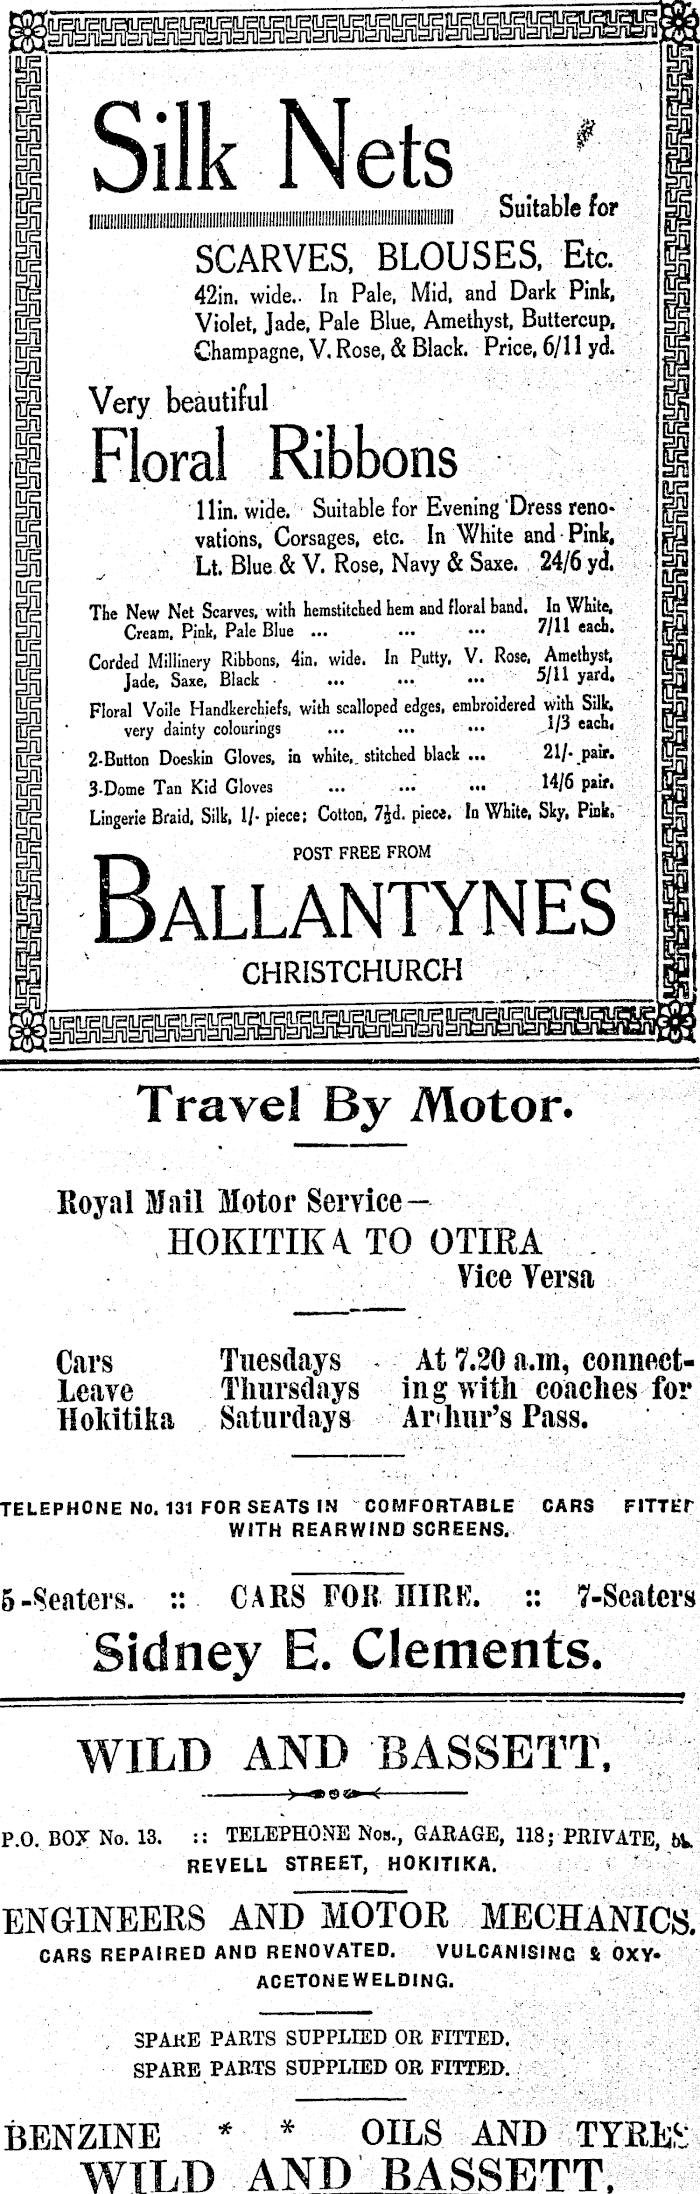 Silk Nets
Suitable for
SCARVES, BLOUSES, Etc.
42in. wide.. In Pale, Mid, and Dark Pink,
Violet, Jade, Pale Blue, Amethyst, Buttercup,
Champagne, V. Rose, & Black. Price, 6/11 yd.
Very beautiful
Floral Ribbons
11in. wide. Suitable for Evening Dress reno-
vations, Corsages, etc. In White and Pink,
Lt. Blue & V. Rose, Navy & Saxe. 24/6 yd.
The New Net Scarves, with hemstitched hem and floral band. In White,
Cream, Pink, Pale Blue ... ... ... 7/11 each.
Corded Millinery Ribbons, 4in. wide. In Putty, V. Rose, Amethyst,
Jade, Saxe, Black ... ... ... 5/11 yard.
Floral Voile Handkerchiefs, with scalloped edges, embroidered with Silk,
very dainty colourings ... ... ... 1/3 each.
2-Button Doeskin Gloves, in white, stitched black ... 21/- pair.
3-Dome Tan Kid Gloves ... ... ... 14/6 pair.
Lingerie Braid, Silk, 1/- piece; Cotton, 7½d. piece. In White, Sky, Pink.
POST FREE FROM
BALLANTYNES
CHRISTCHURCH
Travel By Motor.
Royal Mail Motor Service—
HOKITIKA TO OTIRA
Vice Versa
Cars Tuesdays At 7.20 a.m, connect-
Leave Thursdays ing with coaches for
Hokitika Saturdays Arthur's Pass.
TELEPHONE No. 131 FOR SEATS IN COMFORTABLE CARS FITTED
WITH REARWIND SCREENS.
5-Seaters. :: CARS FOR HIRE. :: 7-Seaters
Sidney E. Clements.
WILD AND BASSETT,
P.O. BOX No. 13. :: TELEPHONE Nos., GARAGE, 118; PRIVATE,
REVELL STREET, HOKITIKA.
ENGINEERS AND MOTOR MECHANICS.
CARS REPAIRED AND RENOVATED. VULCANISING & OXY-
ACETONEWELDING.
SPARE PARTS SUPPLIED OR FITTED.
SPARE PARTS SUPPLIED OR FITTED.
BENZINE * * OILS AND TYRES
WILD AND BASSETT,